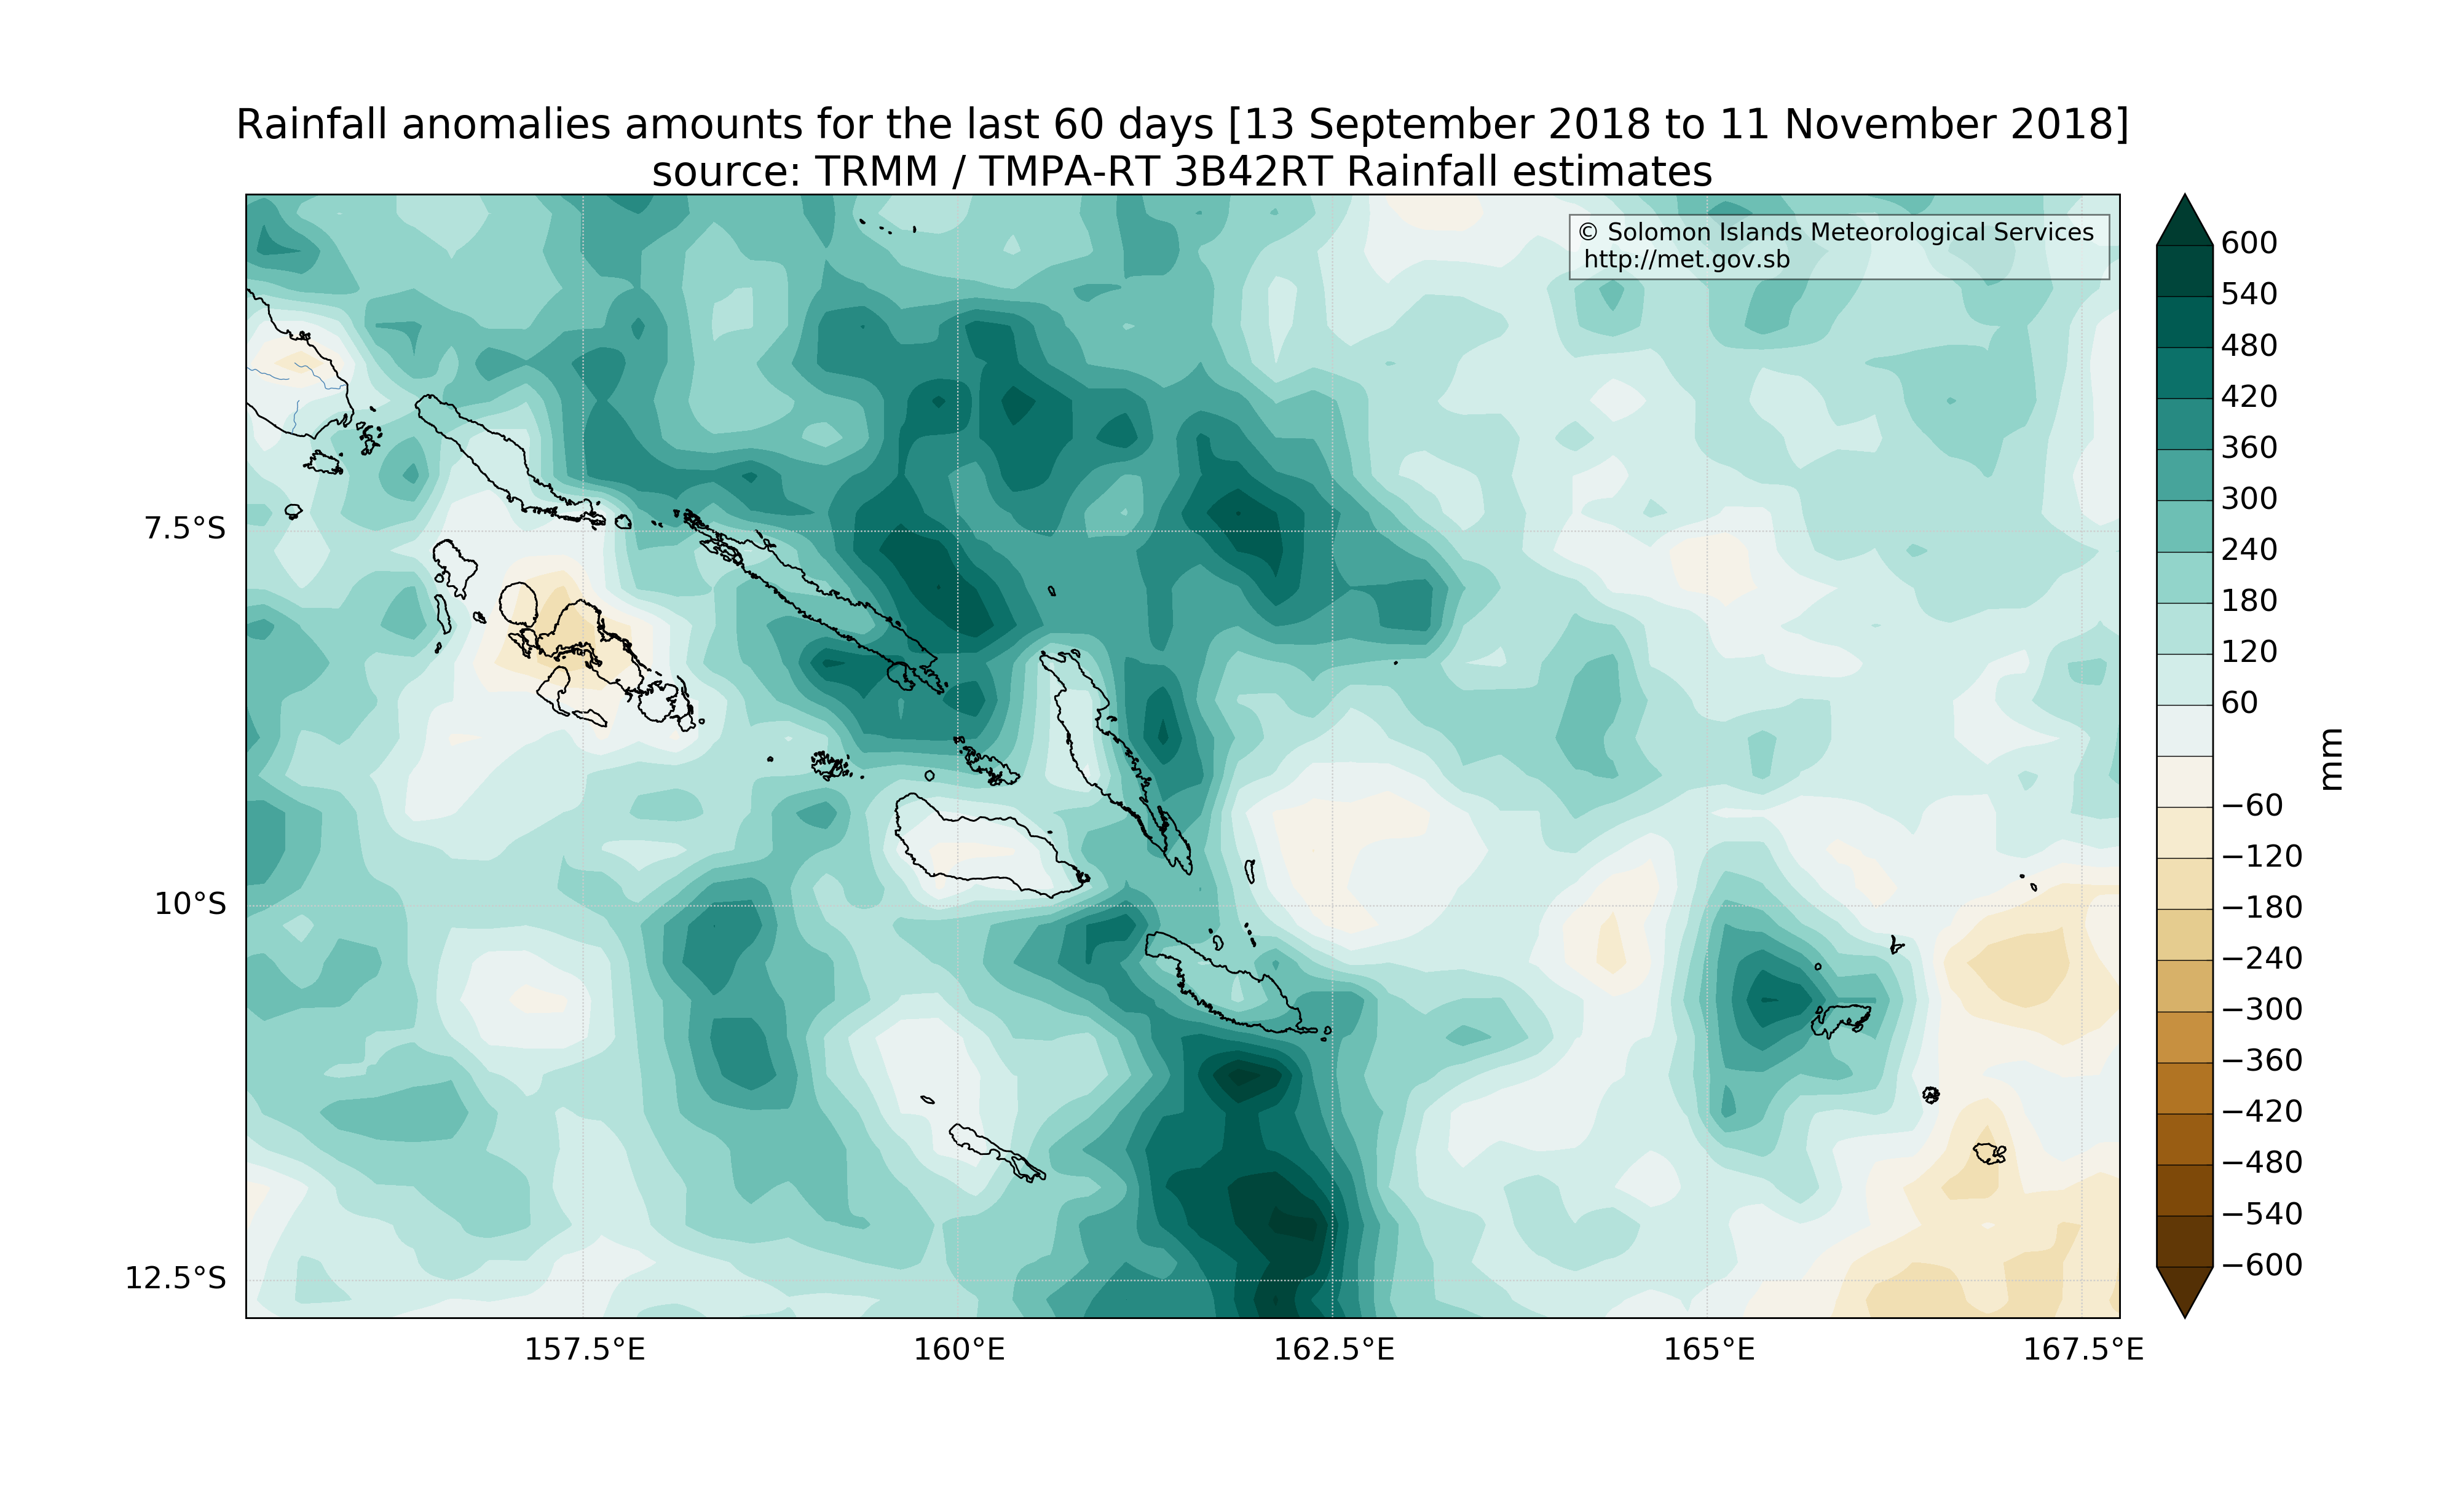 Rainfall anomalies amounts for the last 60 days [13 September 2018 to 11 November 2018]
source: TRMM / TMPA-RT 3B42RT Rainfall estimates
© Solomon Islands Meteorological Services
http://met.gov.sb
7.5°S
10°S
12.5°S
157.5°E
160°E
162.5°E
165°E
167.5°E
600
540
480
420
360
300
240
180
120
60
−60
−120
−180
−240
−300
−360
−420
−480
−540
−600
mm